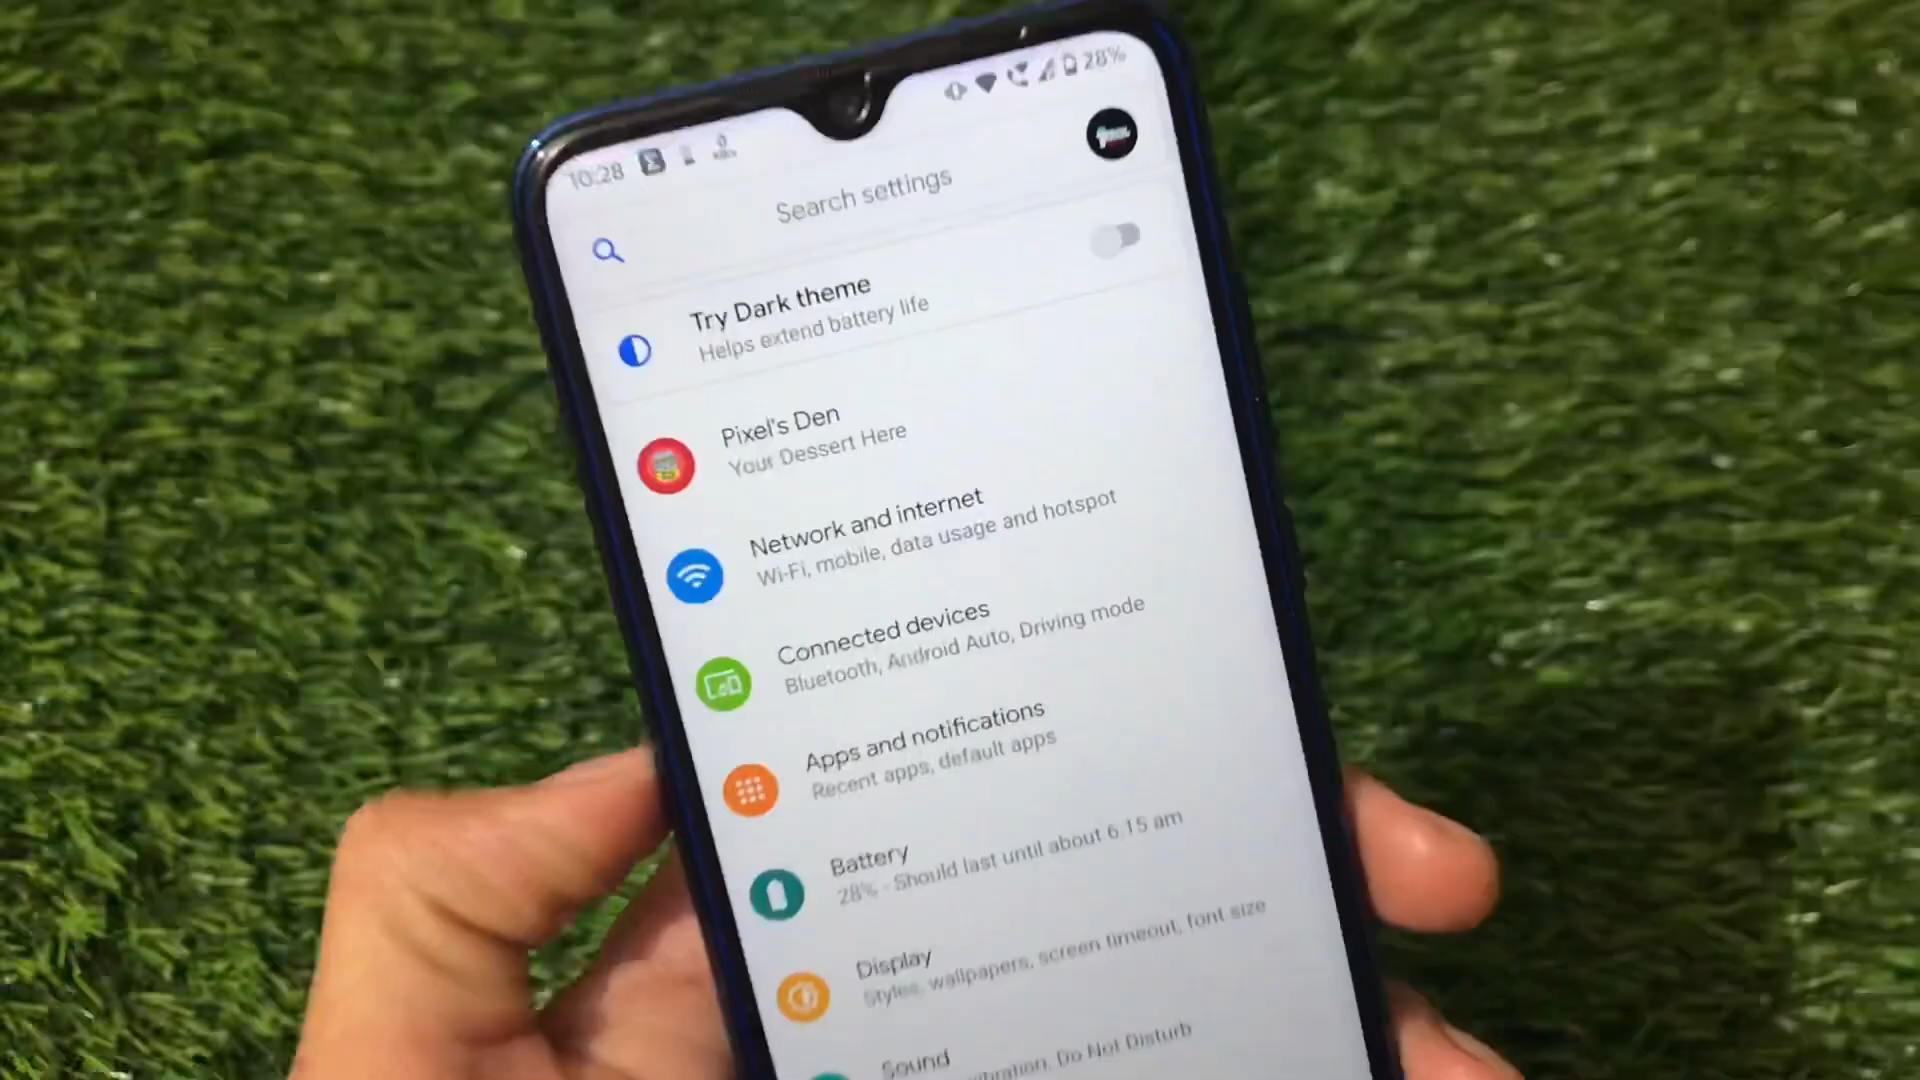 10:28
28%
Search settings
Try Dark theme
Helps extend battery life
Pixel's Den
Your Dessert Here
Network and internet
Wi-Fi, mobile, data usage and hotspot
Connected devices
Bluetooth, Android Auto, Driving mode
Apps and notifications
Recent apps, default apps
Battery
28% - Should last until about 6.15 am
Display
Styles, wallpapers, screen timeout, font size
Sound
Do Not Disturb